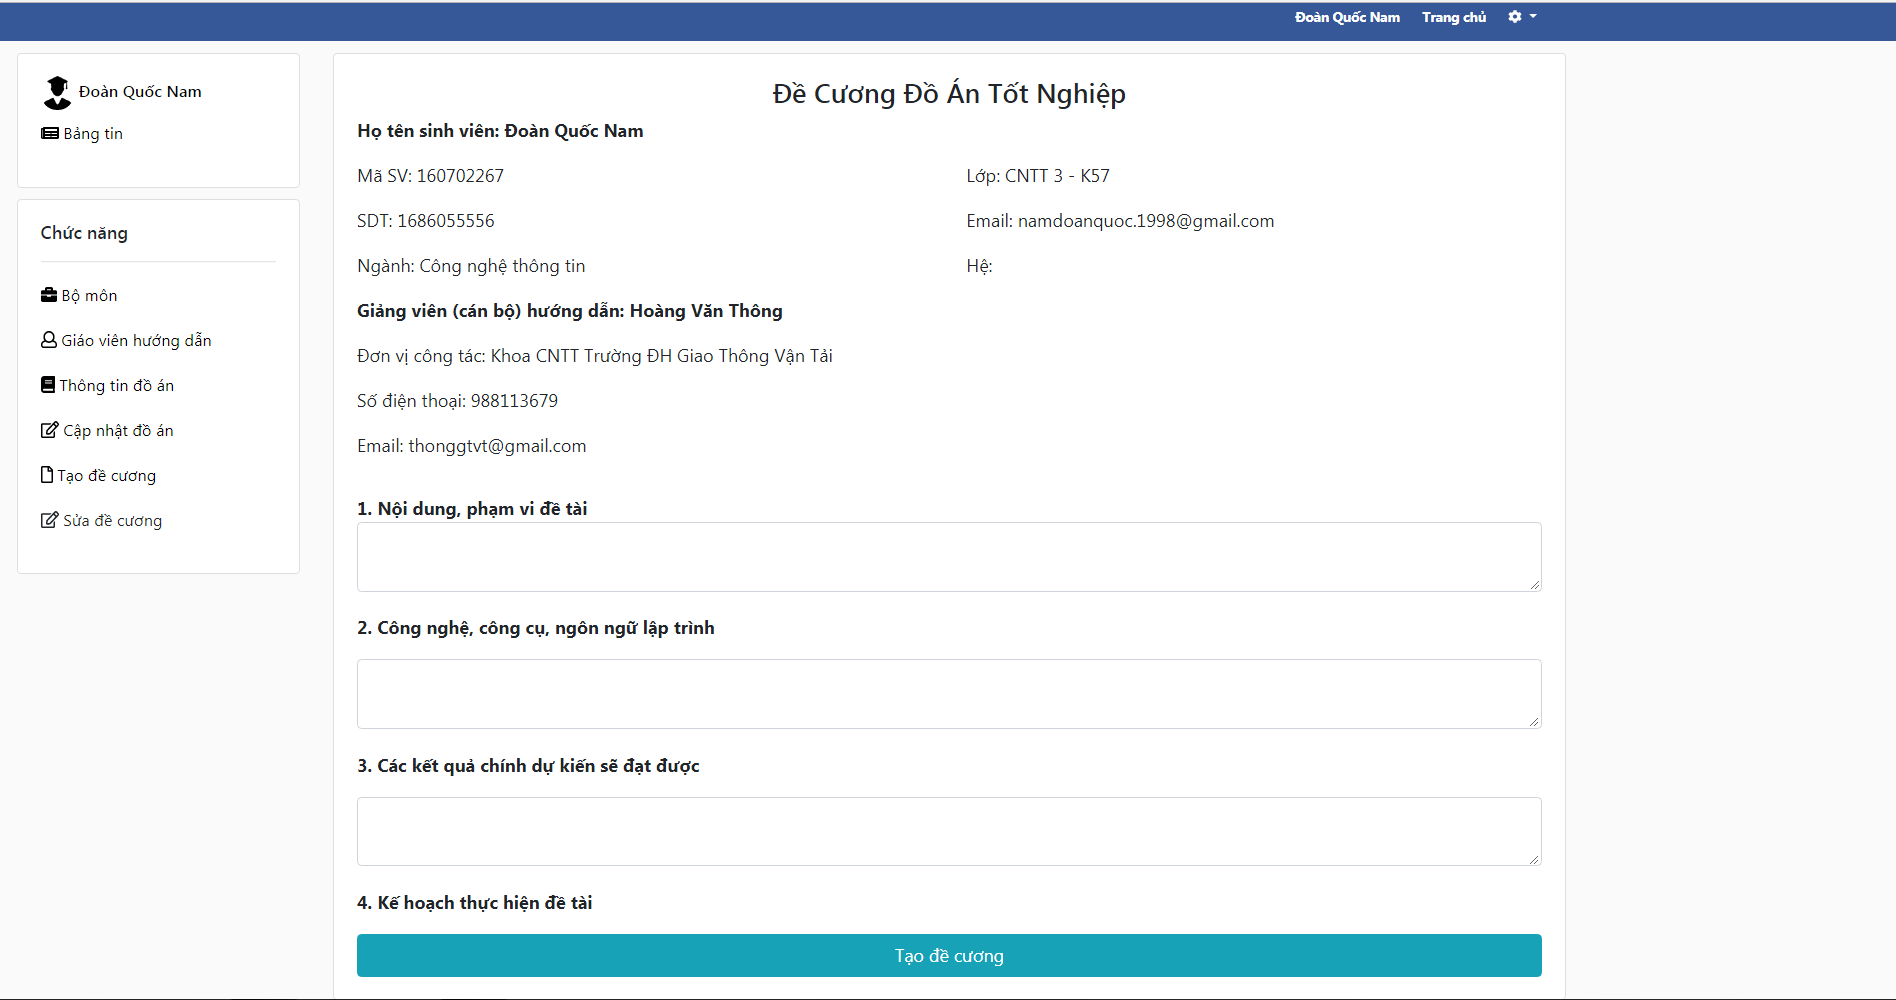 Đoàn Quốc Nam Trang chủ
Đoàn Quốc Nam
Bảng tin
Chức năng
Bộ môn
Giáo viên hướng dẫn
Thông tin đồ án
Cập nhật đồ án
Tạo đề cương
Sửa đề cương
Đề Cương Đồ Án Tốt Nghiệp
Họ tên sinh viên: Đoàn Quốc Nam
Mã SV: 160702267 Lớp: CNTT 3 - K57
SDT: 1686055556 Email: namdoanquoc.1998@gmail.com
Ngành: Công nghệ thông tin Hệ:
Giảng viên (cán bộ) hướng dẫn: Hoàng Văn Thông
Đơn vị công tác: Khoa CNTT Trường ĐH Giao Thông Vận Tải
Số điện thoại: 988113679
Email: thonggtvt@gmail.com
1. Nội dung, phạm vi đề tài
2. Công nghệ, công cụ, ngôn ngữ lập trình
3. Các kết quả chính dự kiến sẽ đạt được
4. Kế hoạch thực hiện đề tài
Tạo đề cương